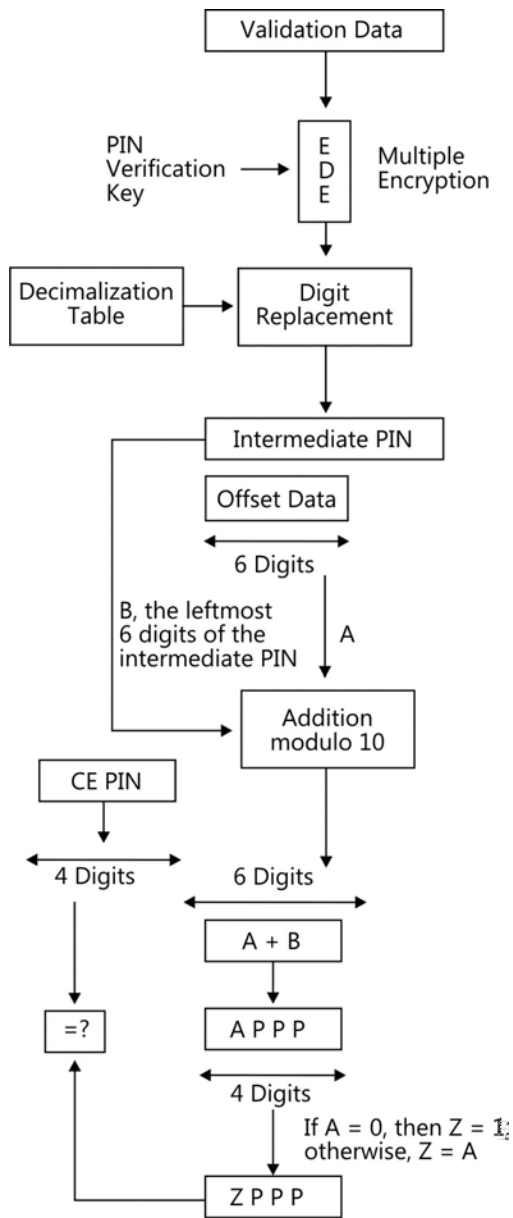 Validation Data
PIN
Verification
Key
E
D
E
Multiple
Encryption
Decimalization
Table
Digit
Replacement
Intermediate PIN
Offset Data
6 Digits
B, the leftmost
6 digits of the
intermediate PIN
A
Addition
modulo 10
CE PIN
4 Digits
6 Digits
A + B
=?
A P P P
4 Digits
If A = 0, then Z = 1;
otherwise, Z = A
Z P P P